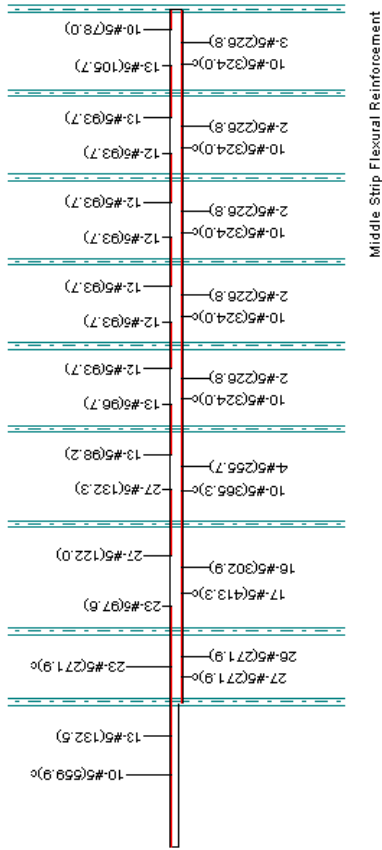 Middle Strip Flexural Reinforcement
10-#5(78.0)
13-#5(105.7)
13-#5(93.7)
12-#5(93.7)
12-#5(93.7)
12-#5(93.7)
12-#5(93.7)
12-#5(93.7)
12-#5(93.7)
13-#5(96.7)
13-#5(98.2)
27-#5(132.3)
27-#5(122.0)
23-#5(97.6)
23-#5(271.9)c
13-#5(132.5)
10-#5(559.9)c
3-#5(226.8)
10-#5(324.0)c
2-#5(226.8)
10-#5(324.0)c
2-#5(226.8)
10-#5(324.0)c
2-#5(226.8)
10-#5(324.0)c
2-#5(226.8)
10-#5(324.0)c
4-#5(255.7)
10-#5(365.3)c
16-#5(302.9)
17-#5(413.3)c
26-#5(271.9)
27-#5(271.9)c